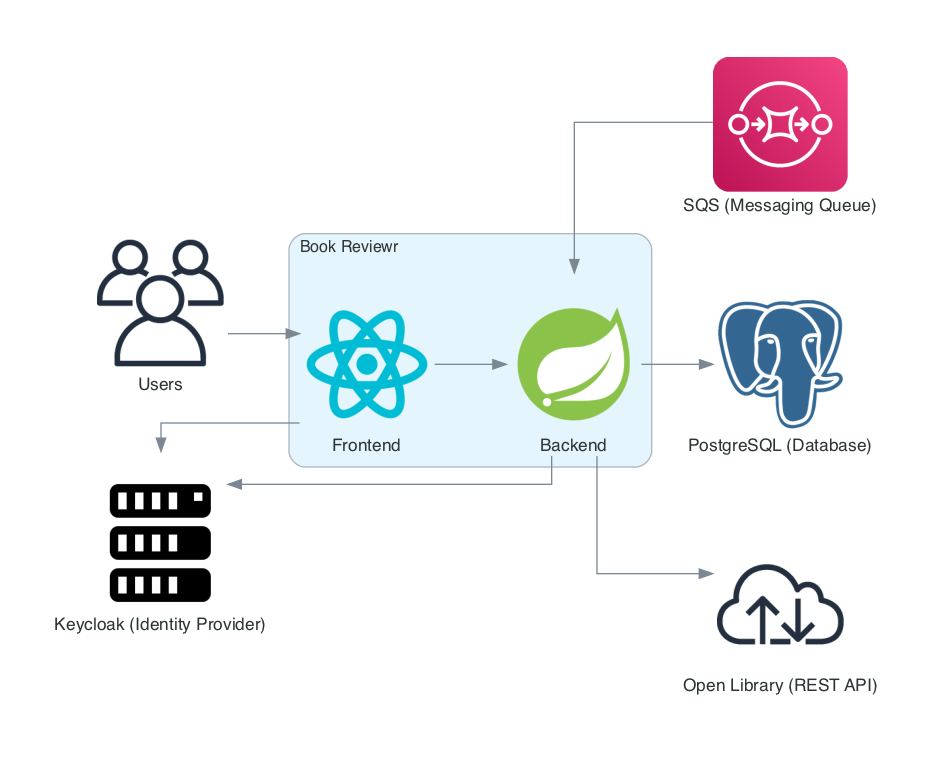 SQS (Messaging Queue)
Book Reviewr
Users
Frontend
Backend
PostgreSQL (Database)
Keycloak (Identity Provider)
Open Library (REST API)